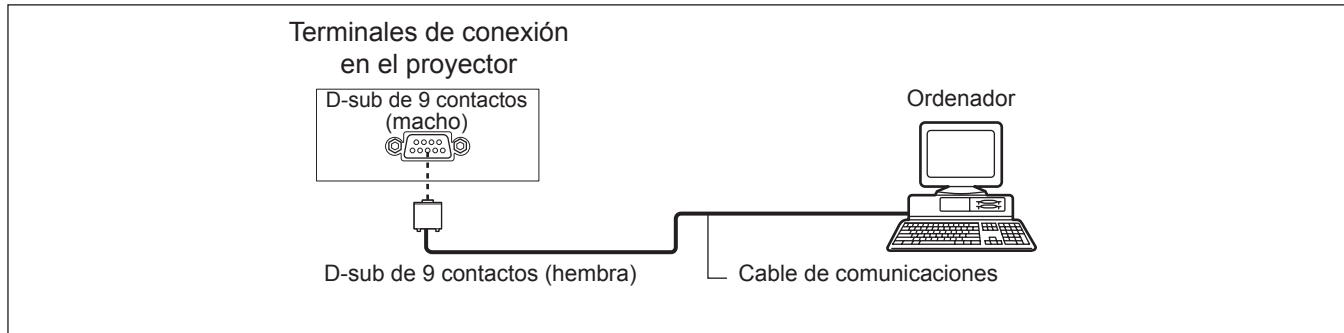 Terminales de conexión
en el proyector
D-sub de 9 contactos
(macho)
Ordenador
D-sub de 9 contactos (hembra)
Cable de comunicaciones